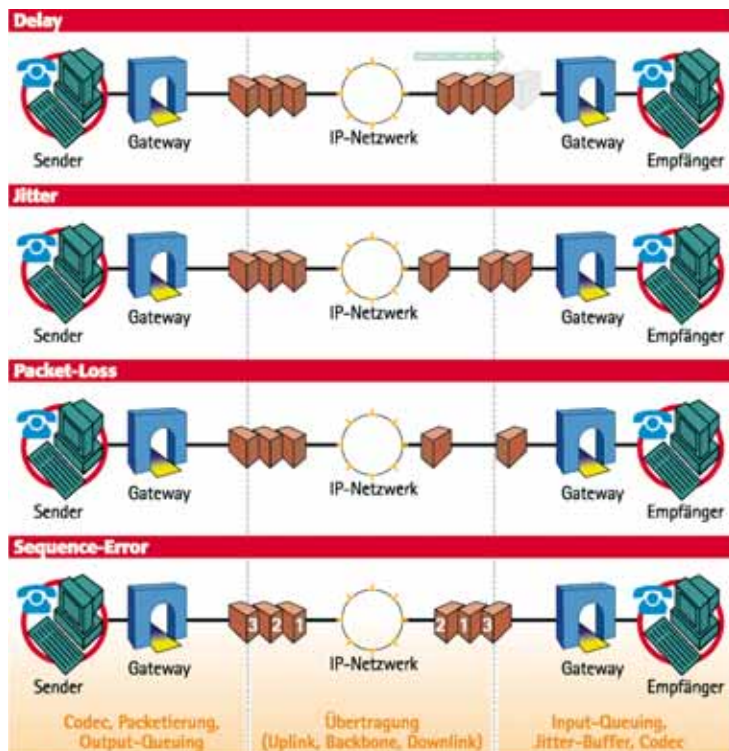 Delay
Sender
Gateway
IP-Netzwerk
Gateway
Empfänger
Jitter
Sender
Gateway
IP-Netzwerk
Gateway
Empfänger
Packet-Loss
Sender
Gateway
IP-Netzwerk
Gateway
Empfänger
Sequence-Error
3 2 1
2 1 3
Sender
Gateway
IP-Netzwerk
Gateway
Empfänger
Codec, Packetierung,
Output-Queuing
Übertragung
(Uplink, Backbone, Downlink)
Input-Queuing,
Jitter-Buffer, Codec